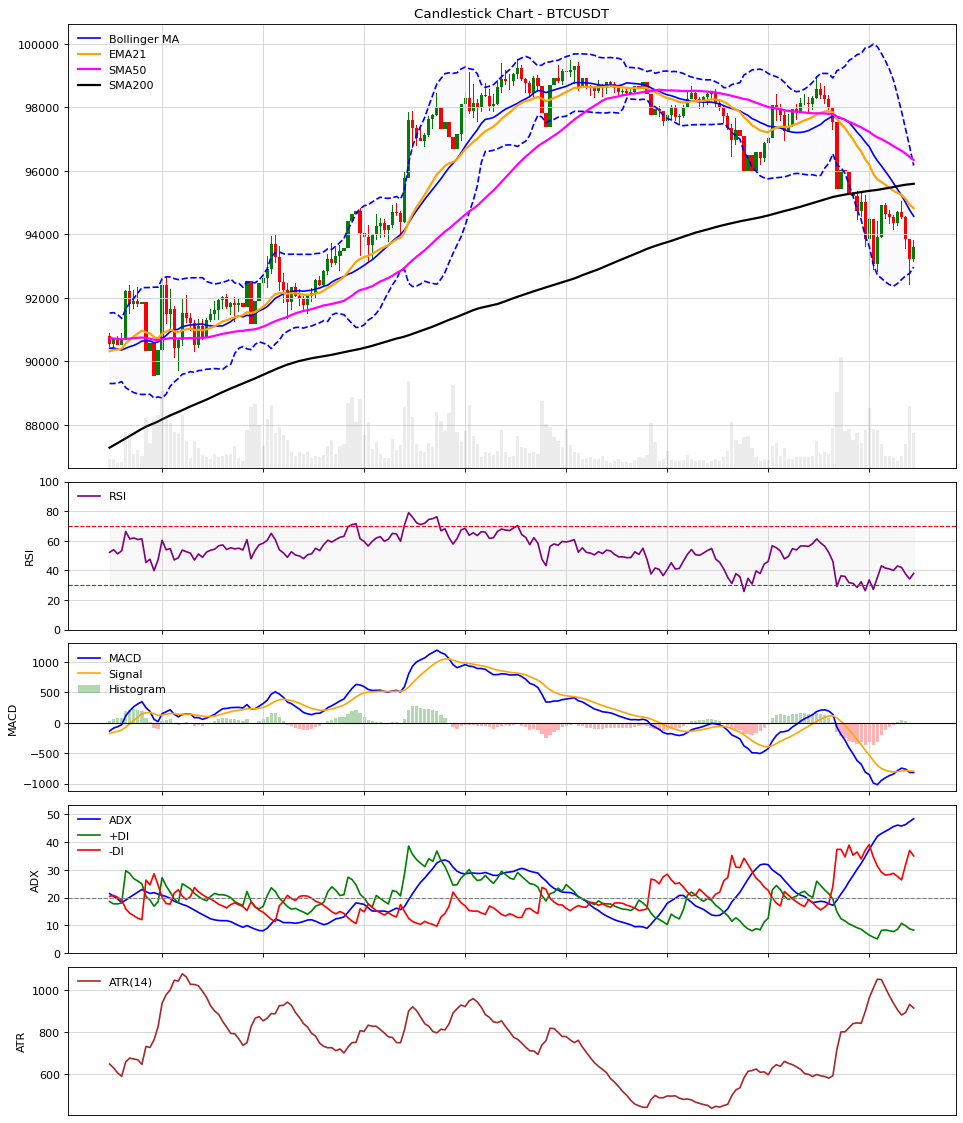 Candlestick Chart - BTCUSDT
Bollinger MA
EMA21
SMA50
SMA200
100000
98000
96000
94000
92000
90000
88000
RSI
RSI
100
80
60
40
20
0
MACD
Signal
Histogram
MACD
1000
500
0
−500
−1000
ADX
+DI
-DI
ADX
50
40
30
20
10
0
ATR(14)
ATR
1000
800
600